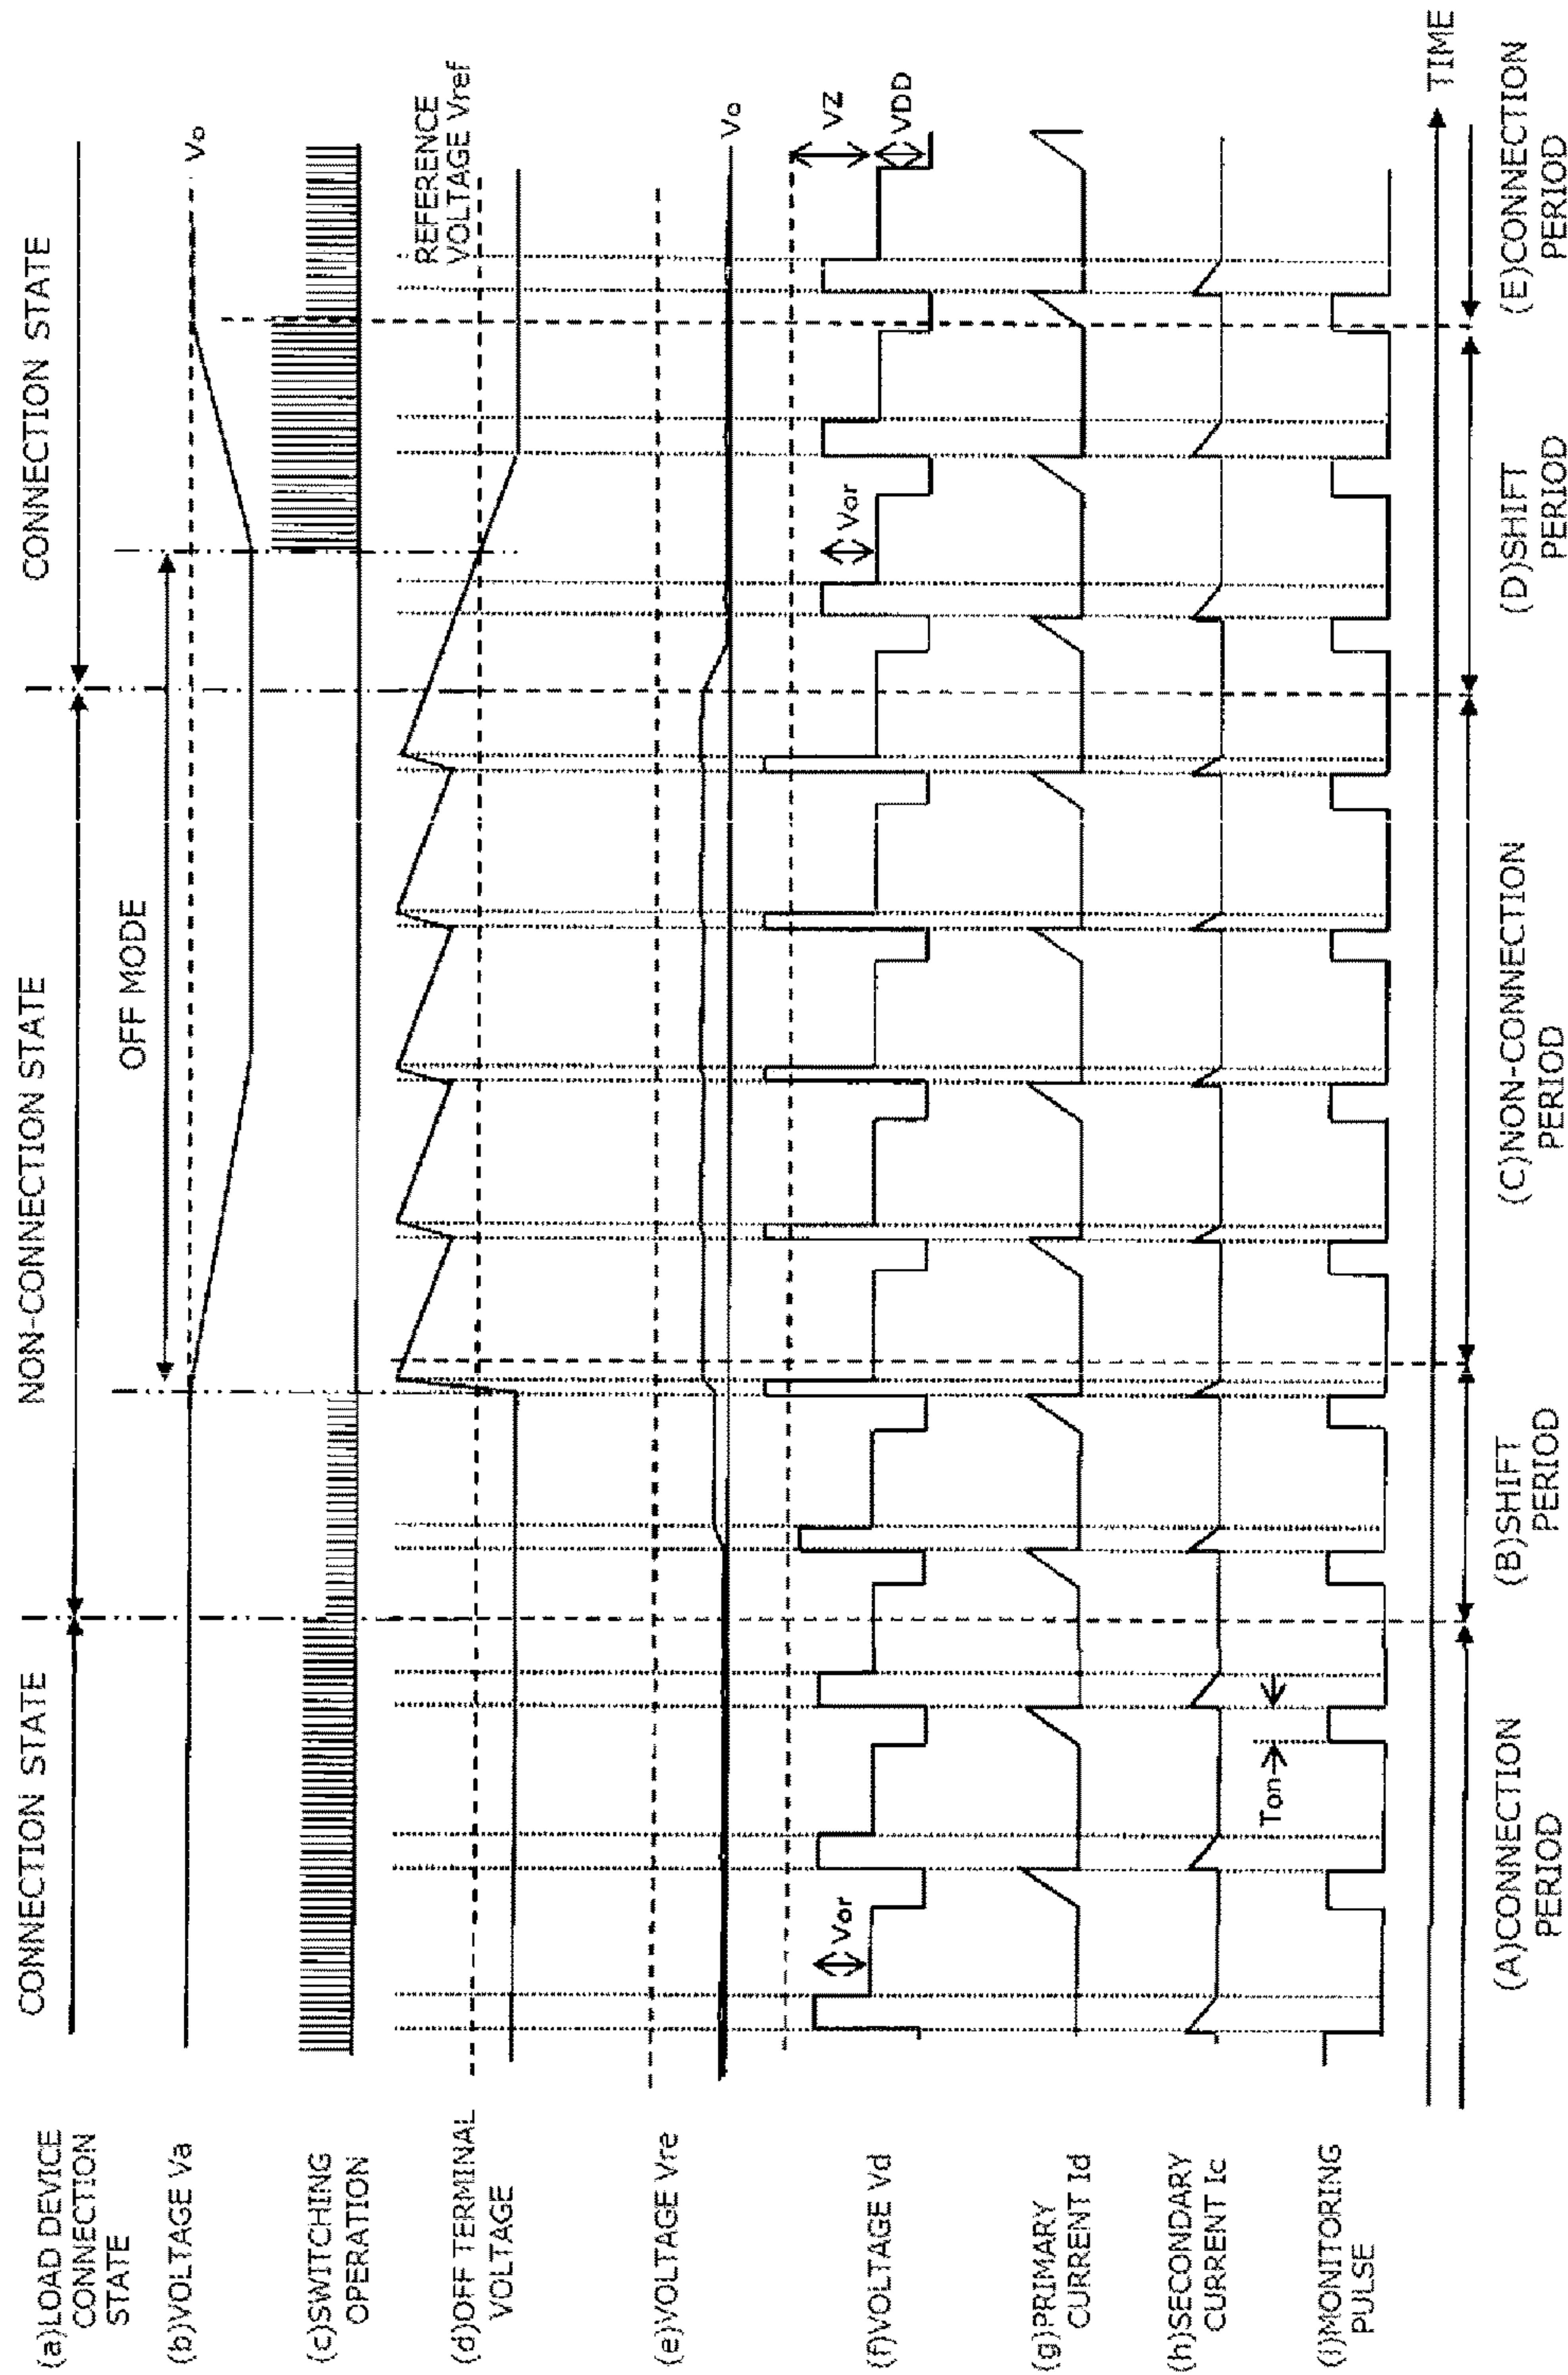 CONNECTION STATE
NON-CONNECTION STATE
CONNECTION STATE
(a)LOAD DEVICE
CONNECTION
STATE
OFF MODE
(b)VOLTAGE Va
Vo
(c)SWITCHING
OPERATION
REFERENCE
VOLTAGE Vref
(d)OFF TERMINAL
VOLTAGE
(e)VOLTAGE Vre
Vo
(f)VOLTAGE Vd
Vor
Vor
VZ
VDD
(g)PRIMARY
CURRENT Id
(h)SECONDARY
CURRENT Ic
Ton
(i)MONITORING
PULSE
TIME
(A)CONNECTION
PERIOD
(B)SHIFT
PERIOD
(C)NON-CONNECTION
PERIOD
(D)SHIFT
PERIOD
(E)CONNECTION
PERIOD